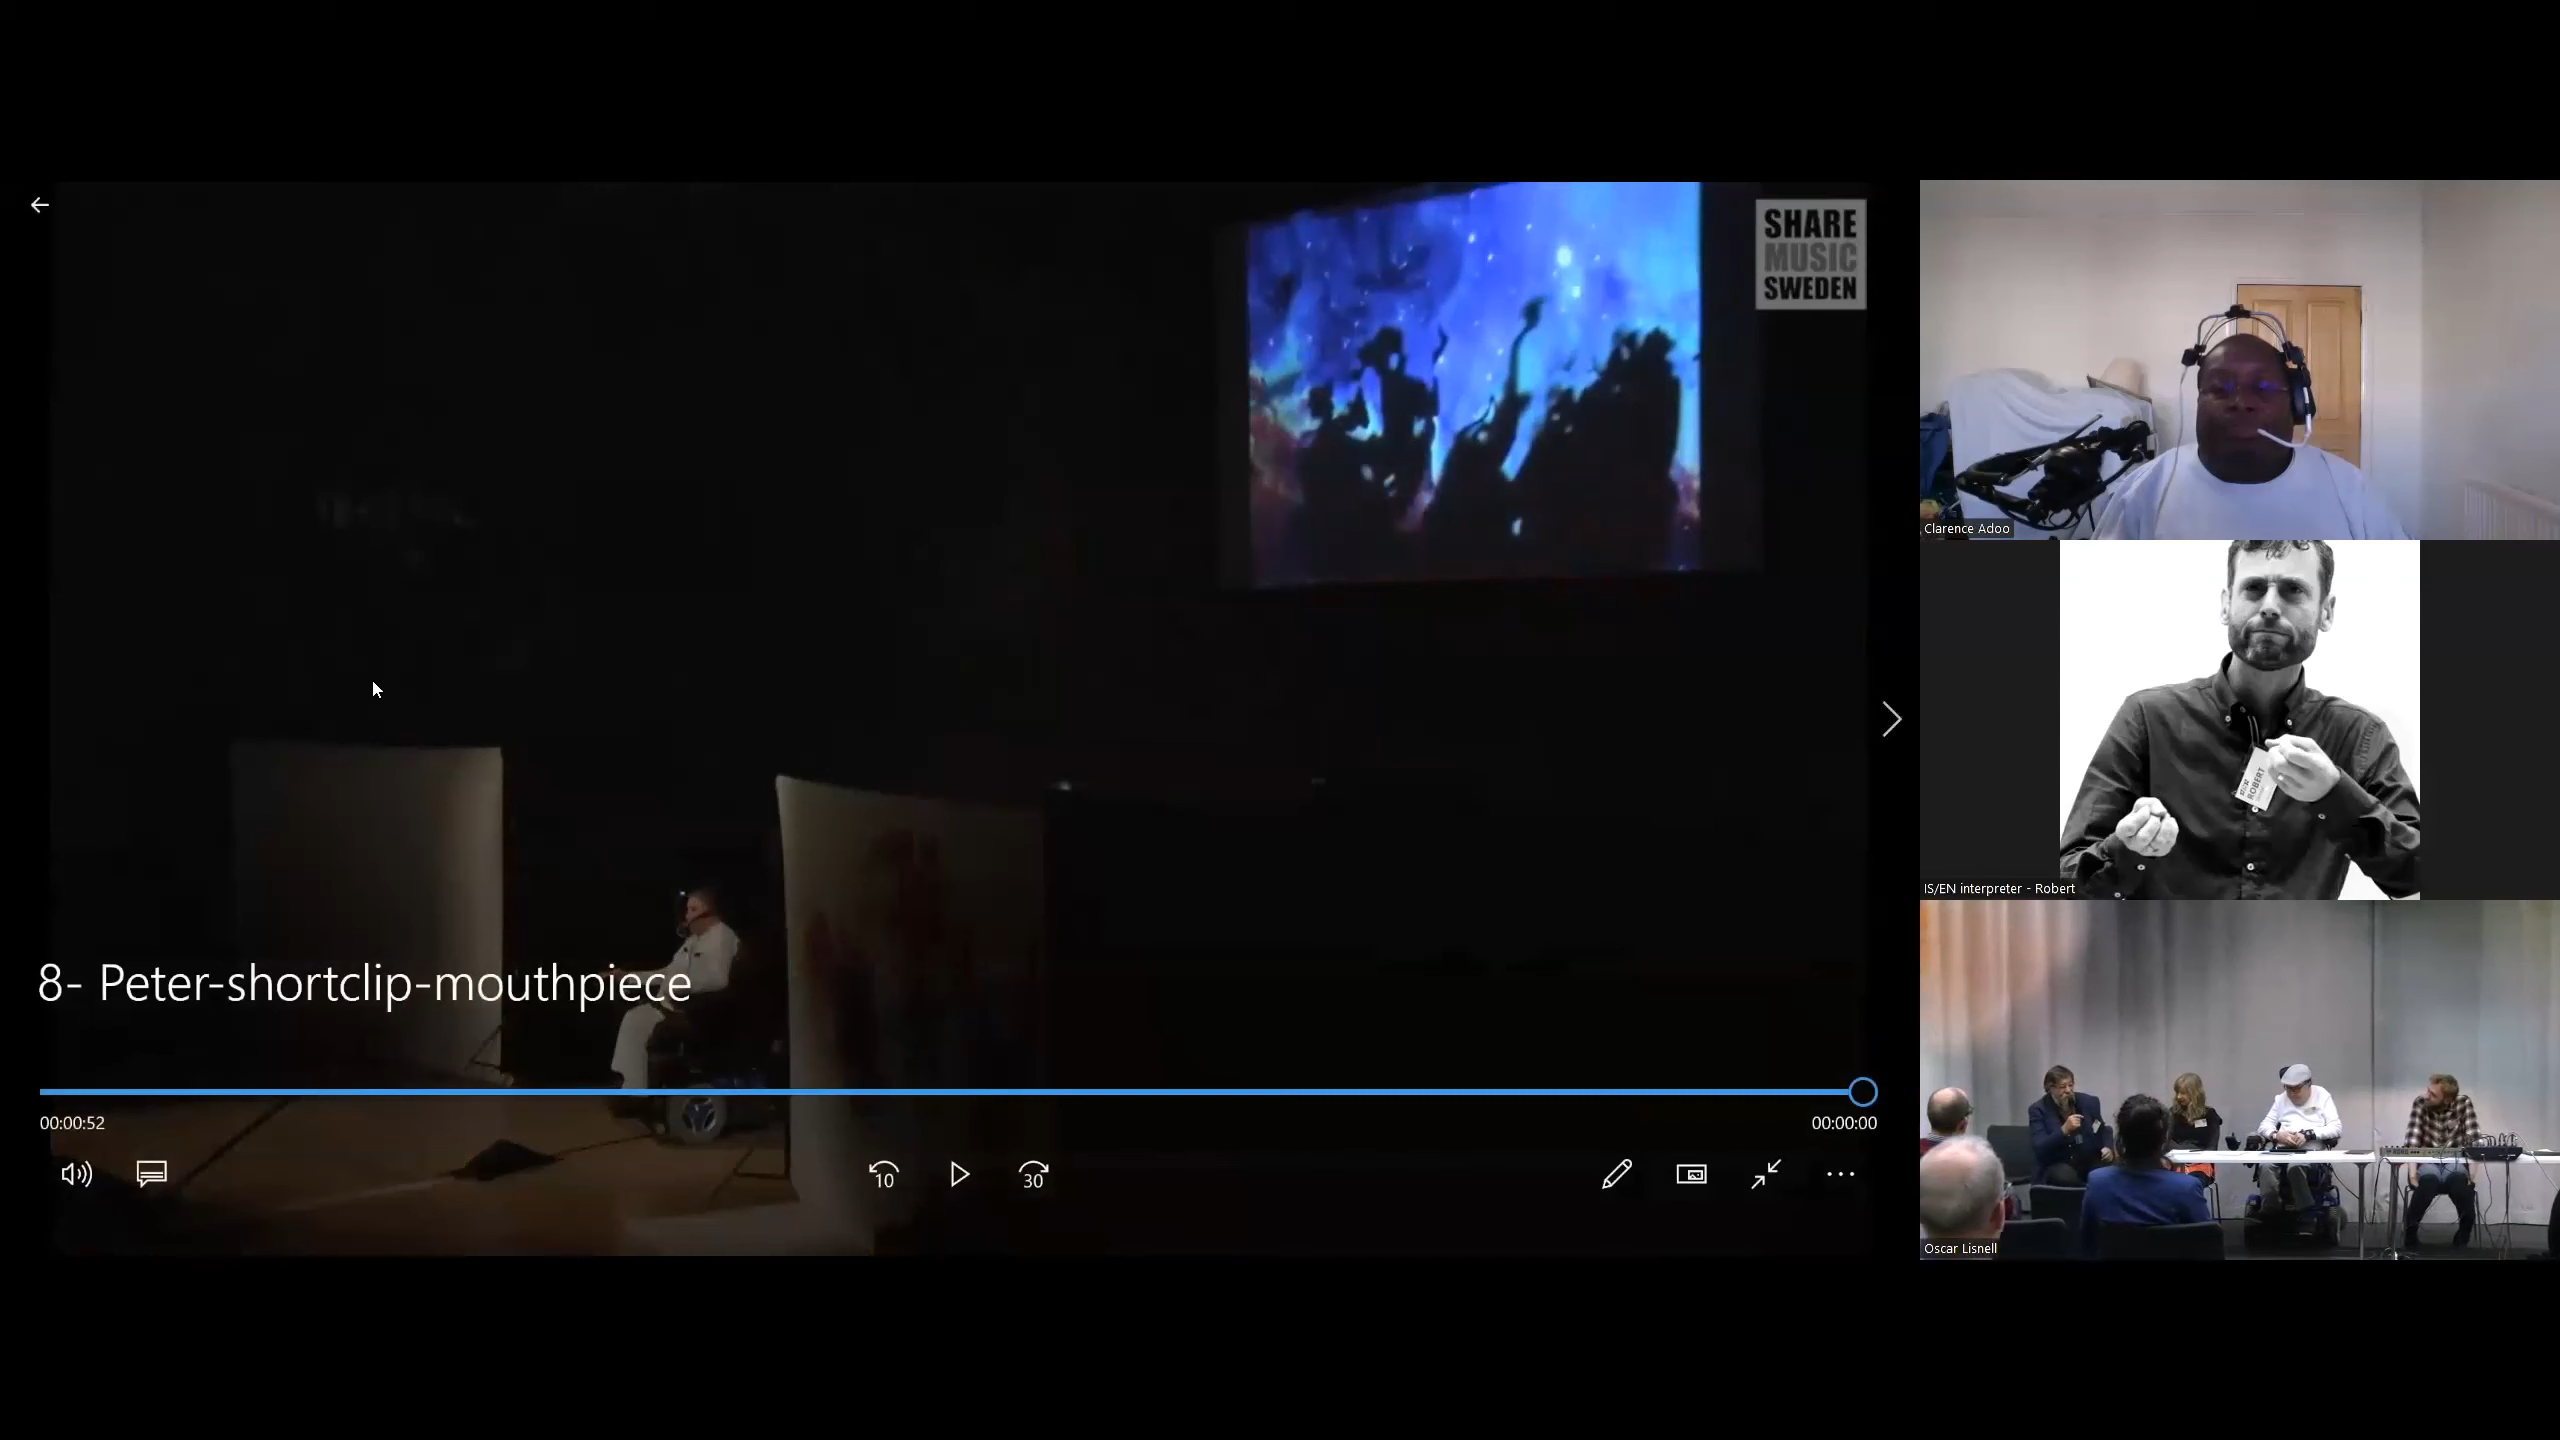 SHARE
MUSIC
SWEDEN
8- Peter-shortclip-mouthpiece
00:00:52
00:00:00
10
30
Clarence Adoo
ROBERT
IS/EN interpreter - Robert
Oscar Lisnell